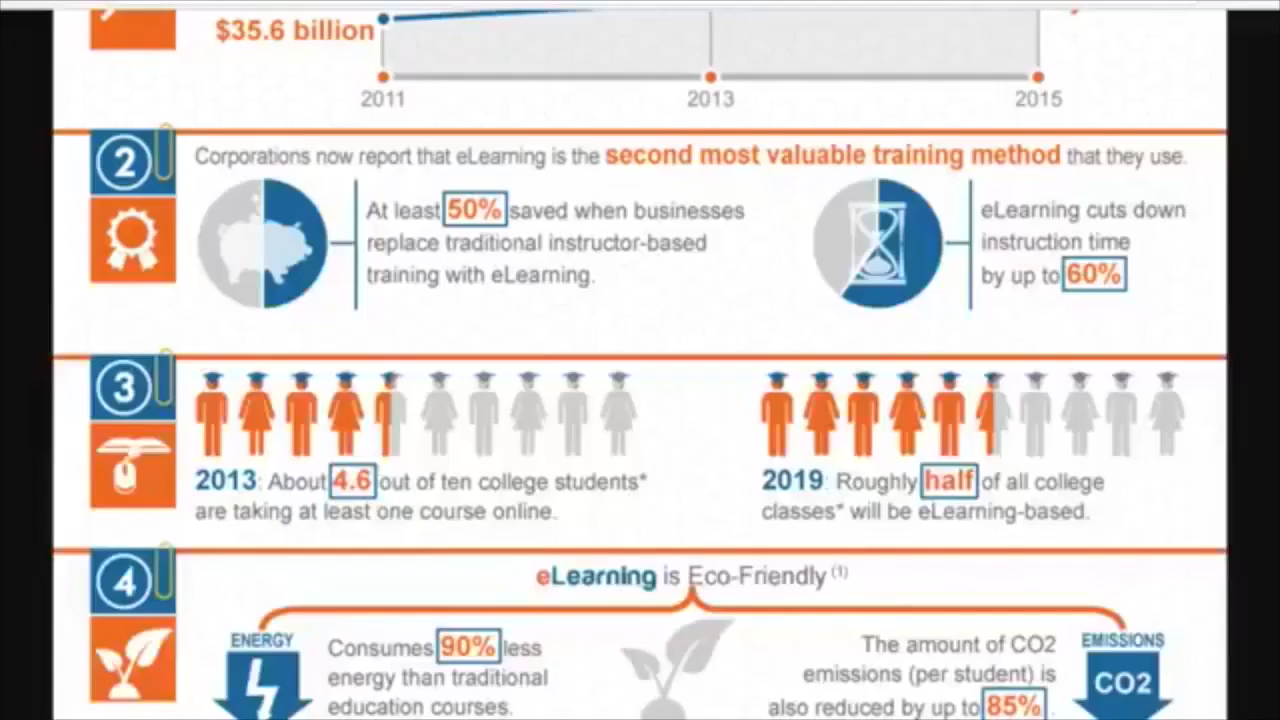 $35.6 billion
2011
2013
2015
2
Corporations now report that eLearning is the second most valuable training method that they use.
At least 50% saved when businesses
replace traditional instructor-based
training with eLearning.
eLearning cuts down
instruction time
by up to 60%
3
2013: About 4.6 out of ten college students*
are taking at least one course online.
2019: Roughly half of all college
classes* will be eLearning-based.
4
eLearning is Eco-Friendly (1)
ENERGY
Consumes 90% less
energy than traditional
education courses.
The amount of CO2
emissions (per student) is
also reduced by up to 85%.
EMISSIONS
CO2